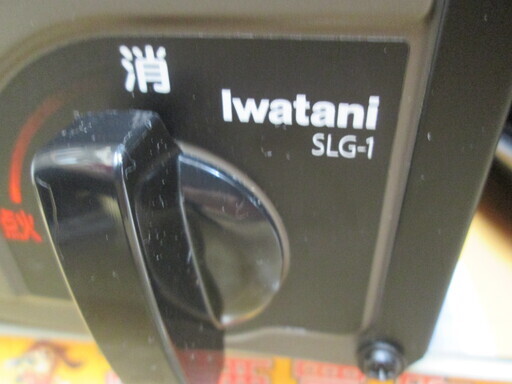 消
Iwatani
SLG-1